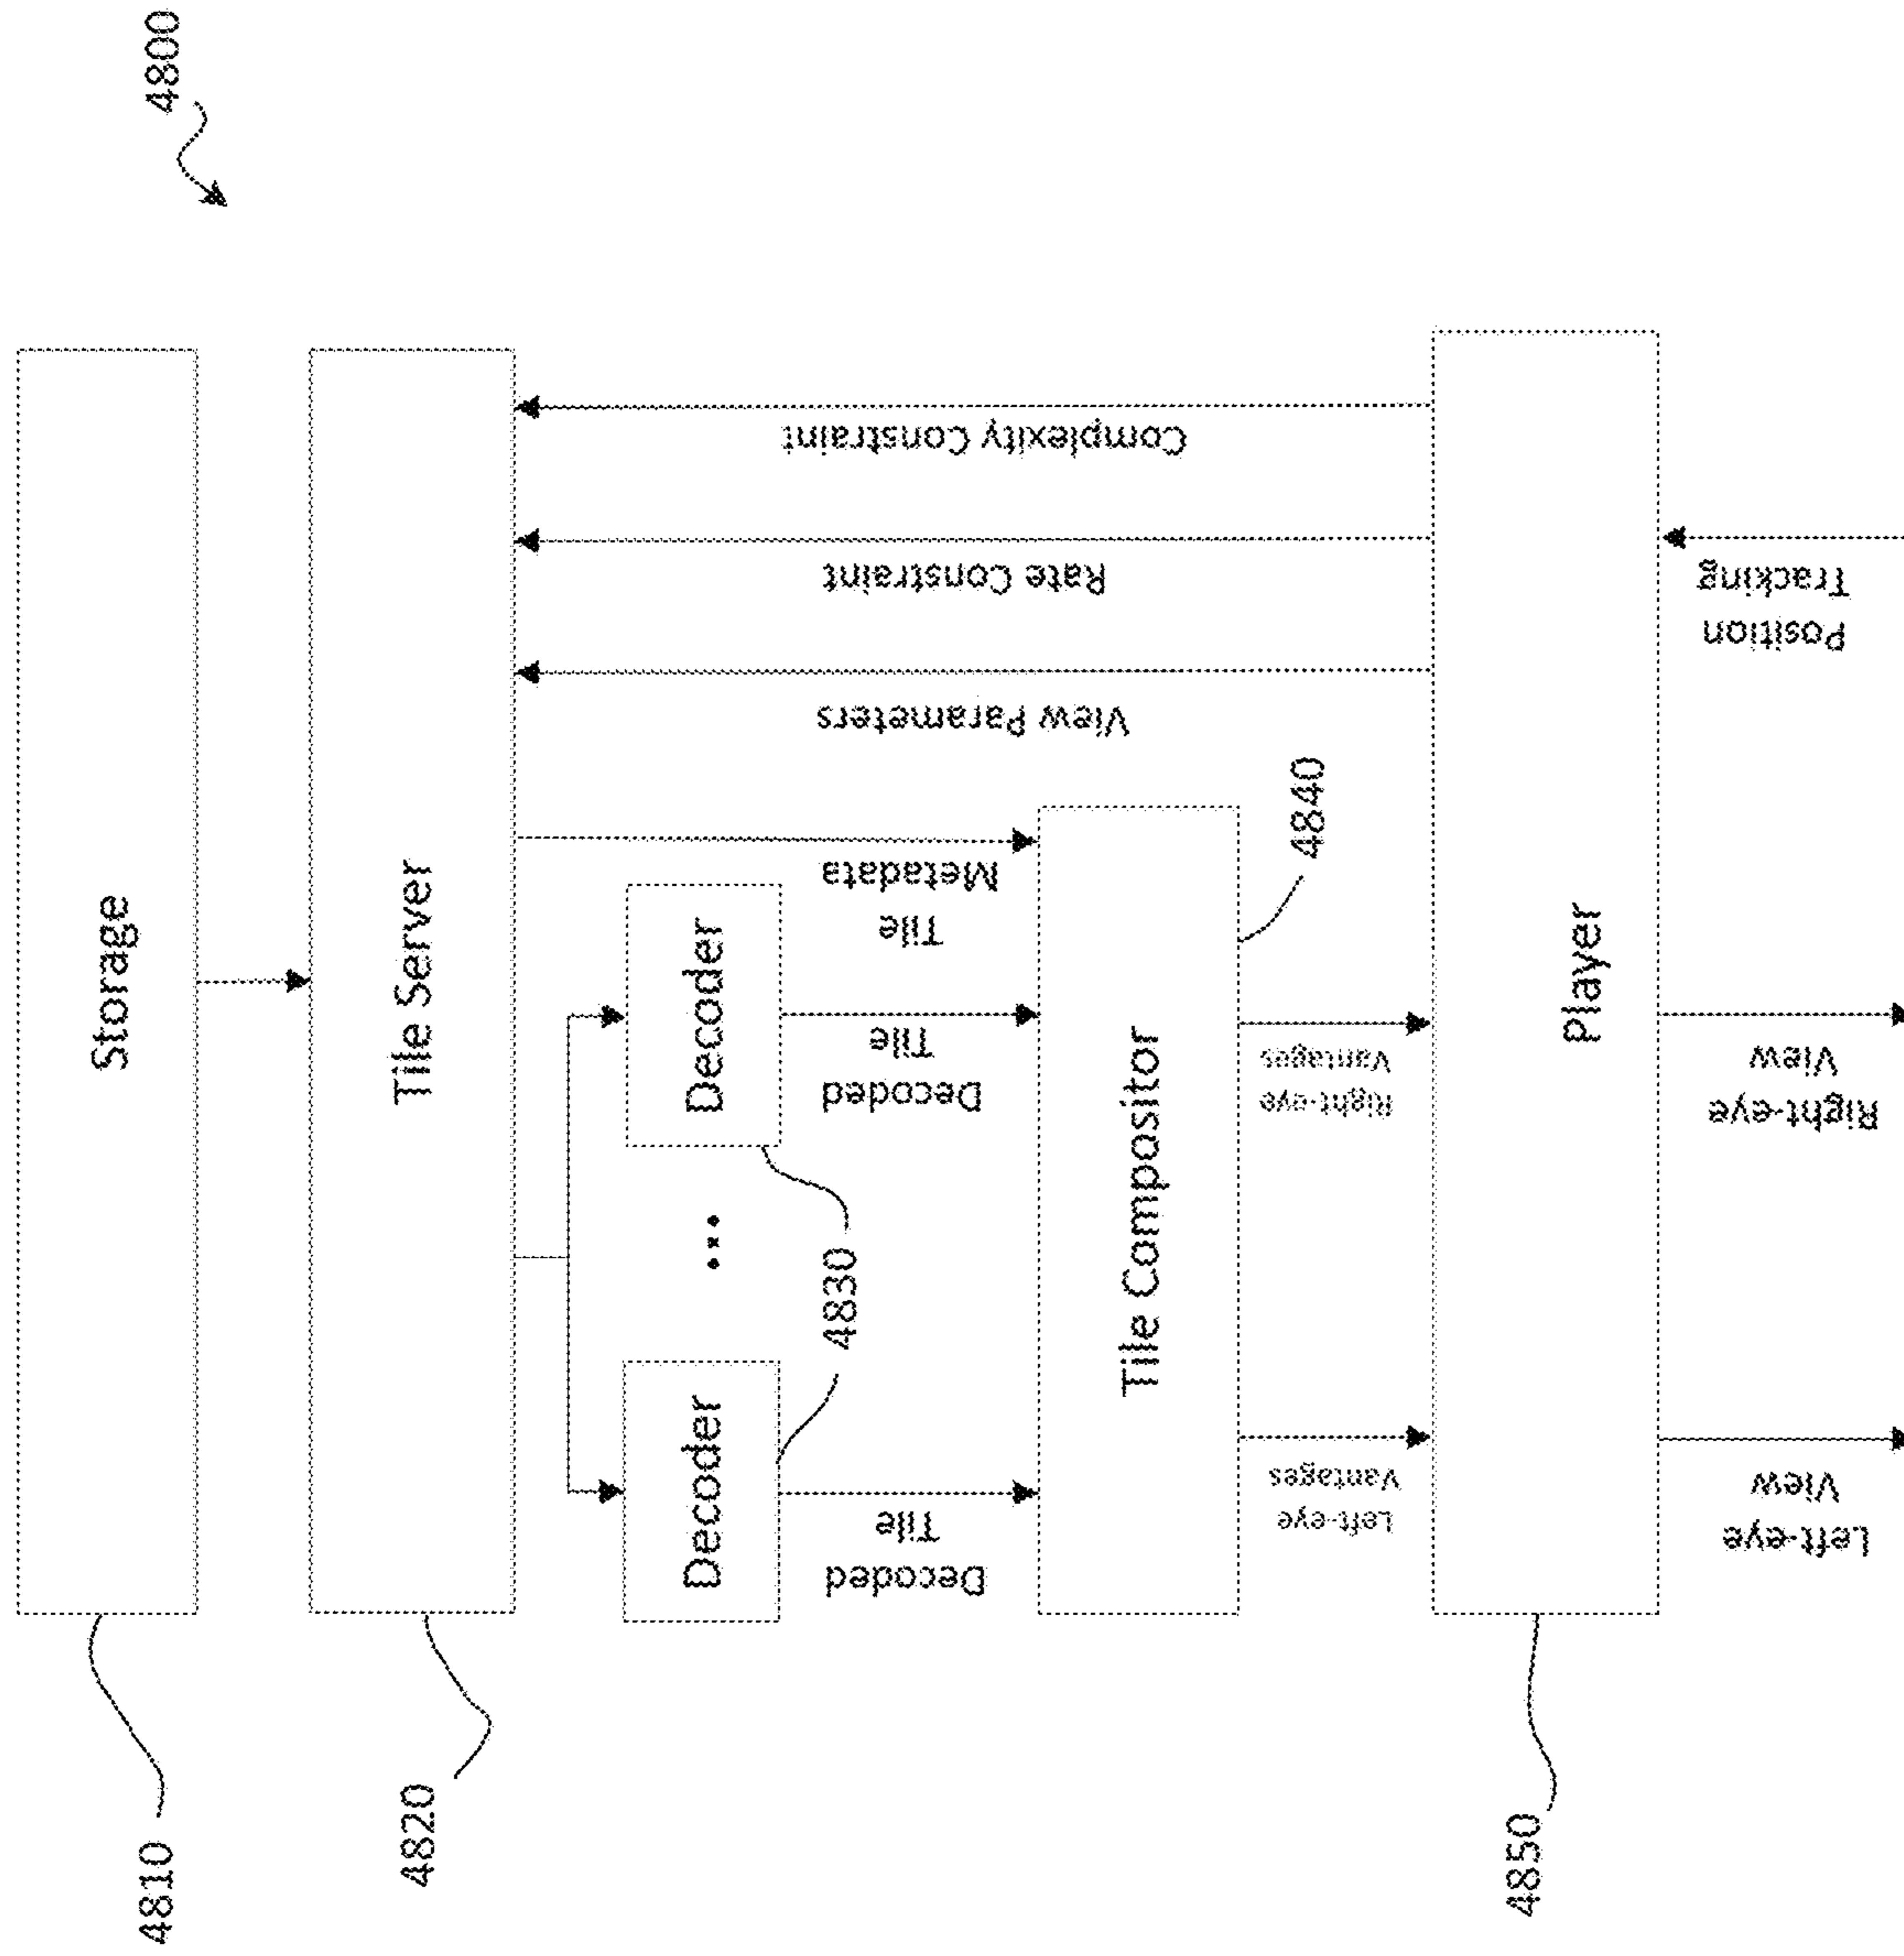 4800
4810
Storage
4820
Tile Server
Complexity Constraint
Rate Constraint
View Parameters
Tile
Metadata
Decoder
...
Decoder
4830
Decoded
Tile
Decoded
Tile
Tile Compositor
4840
Left-eye
Vantages
Right-eye
Vantages
4850
Player
Left-eye
View
Right-eye
View
Position
Tracking